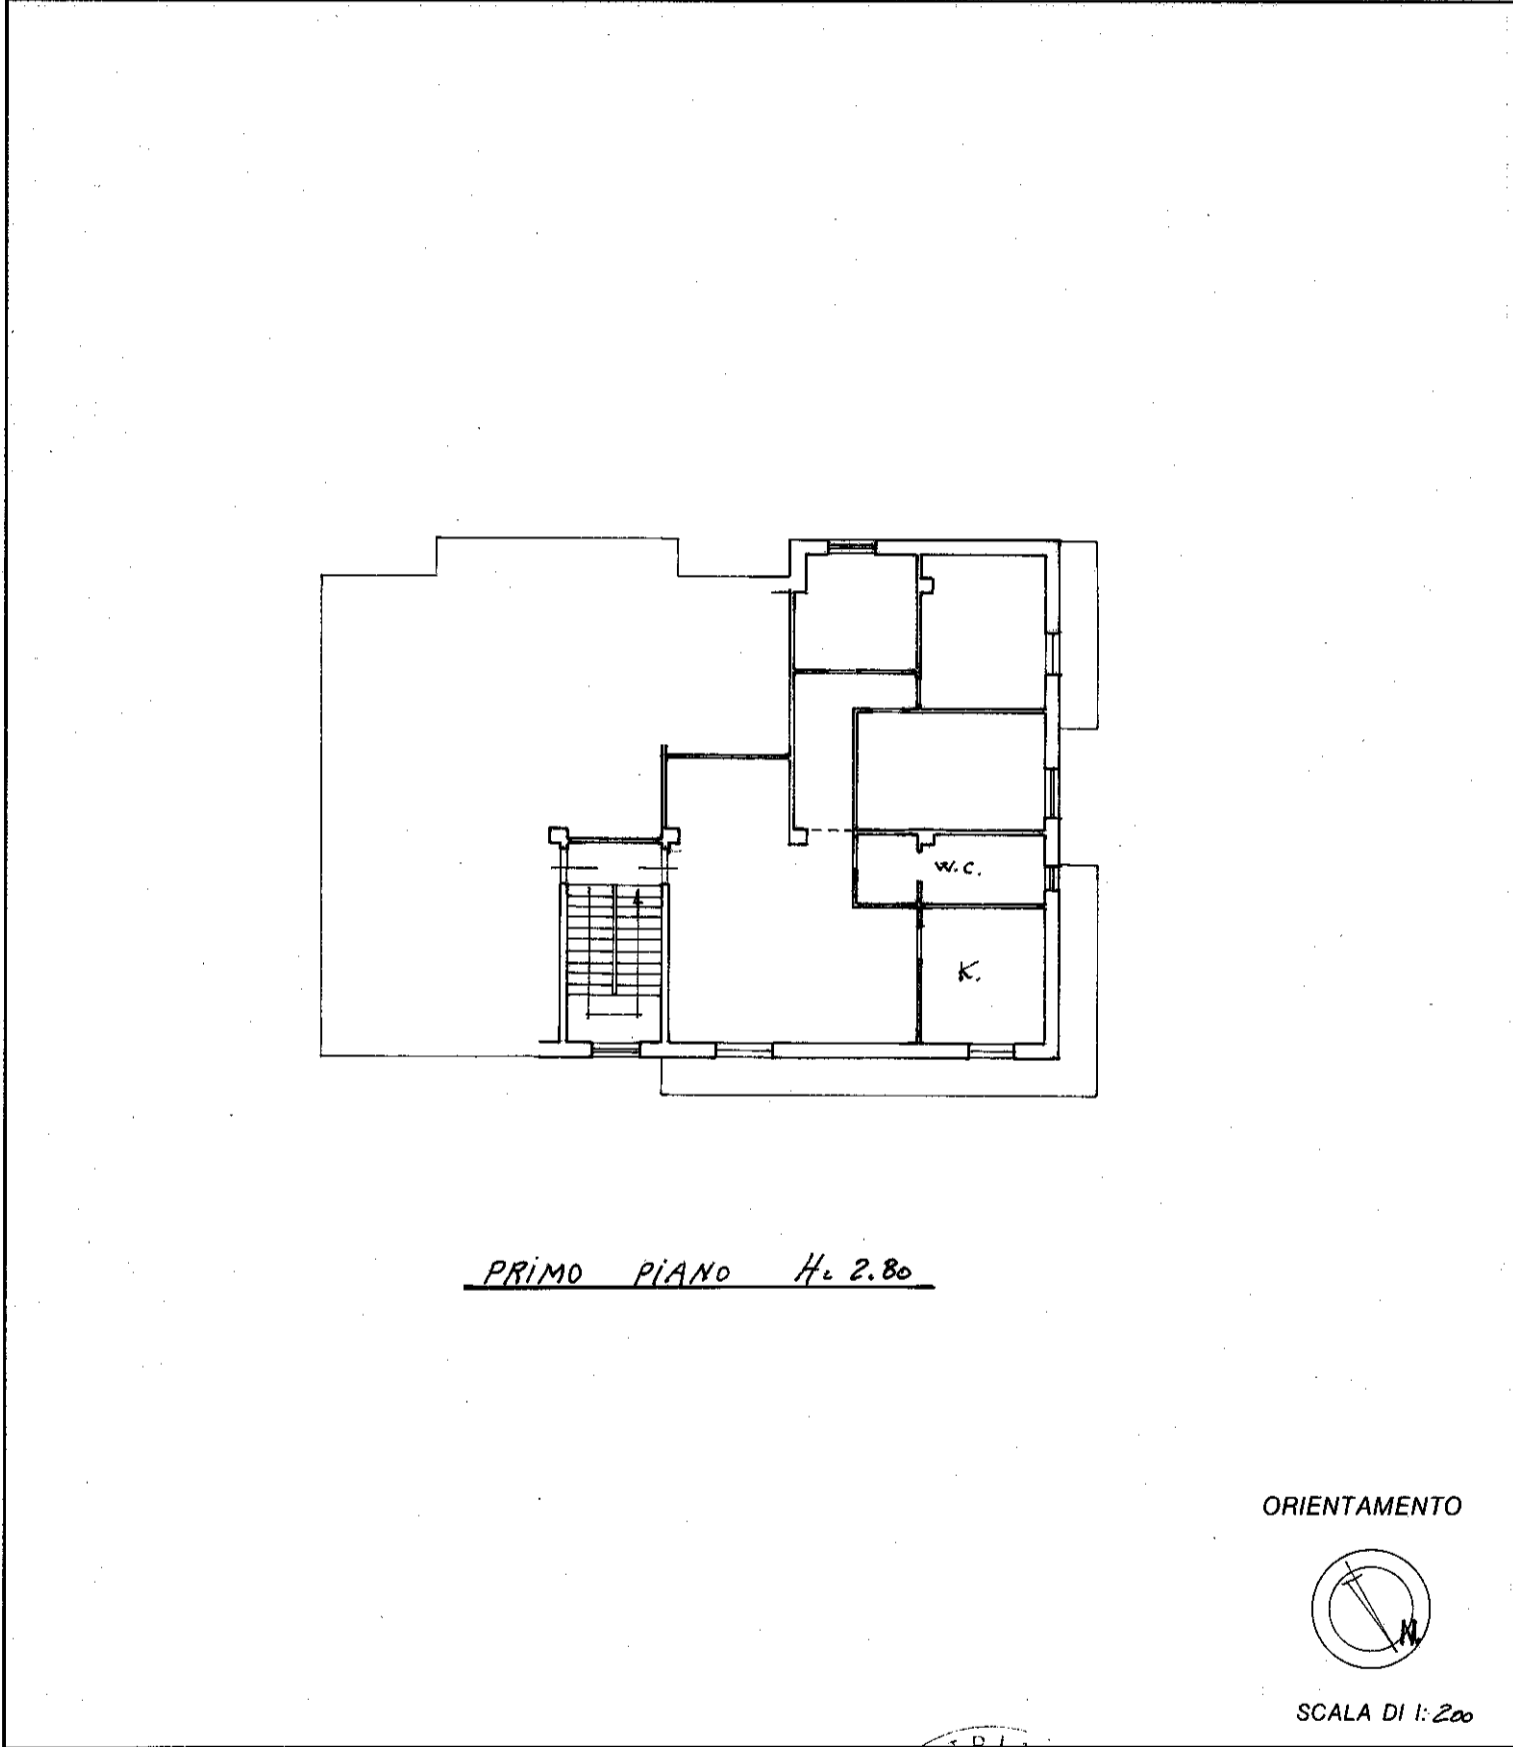 W.C.
K.
PRIMO PIANO H= 2.80
ORIENTAMENTO
N.
SCALA DI 1:200